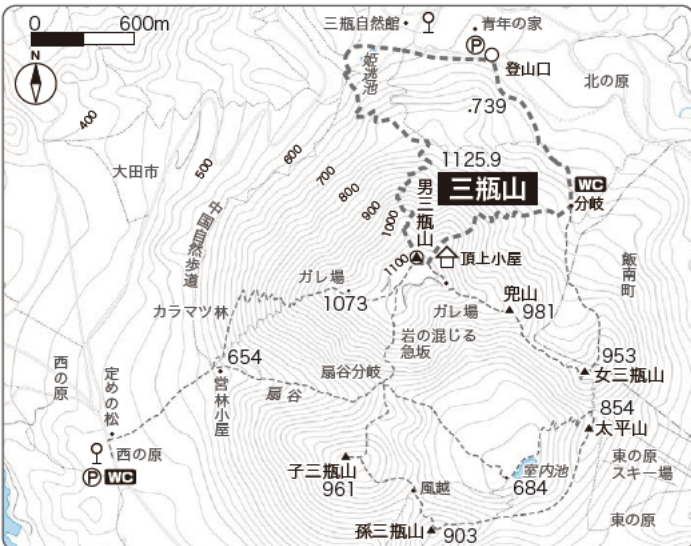 0 600m
N
三瓶自然館
青年の家
P
登山口
姫逃池
北の原
.739
400
500
600
700
800
900
1000
1100
大田市
中国自然歩道
1125.9
三瓶山
男三瓶山
WC
分岐
頂上小屋
飯南町
ガレ場
1073
ガレ場
兜山
981
カラマツ林
岩の混じる
急坂
654
営林小屋
扇谷
扇谷分岐
953
女三瓶山
854
太平山
西の原
定めの松
西の原
P WC
子三瓶山
961
風越
室内池
684
東の原
スキー場
東の原
孫三瓶山
903